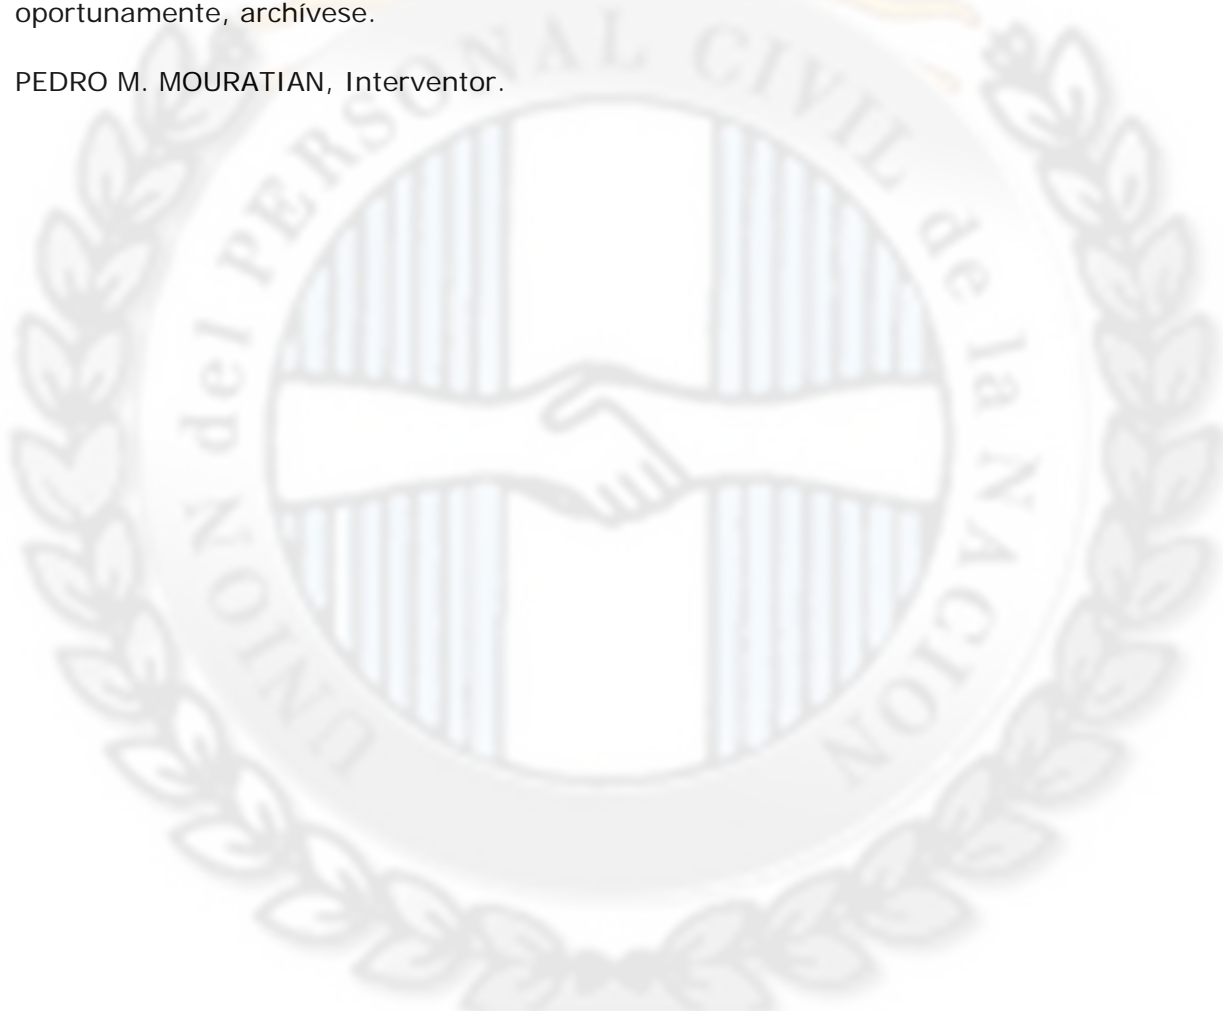 oportunamente, archívese.
PEDRO M. MOURATIAN, Interventor.
UNION del PERSONAL CIVIL de la NACION